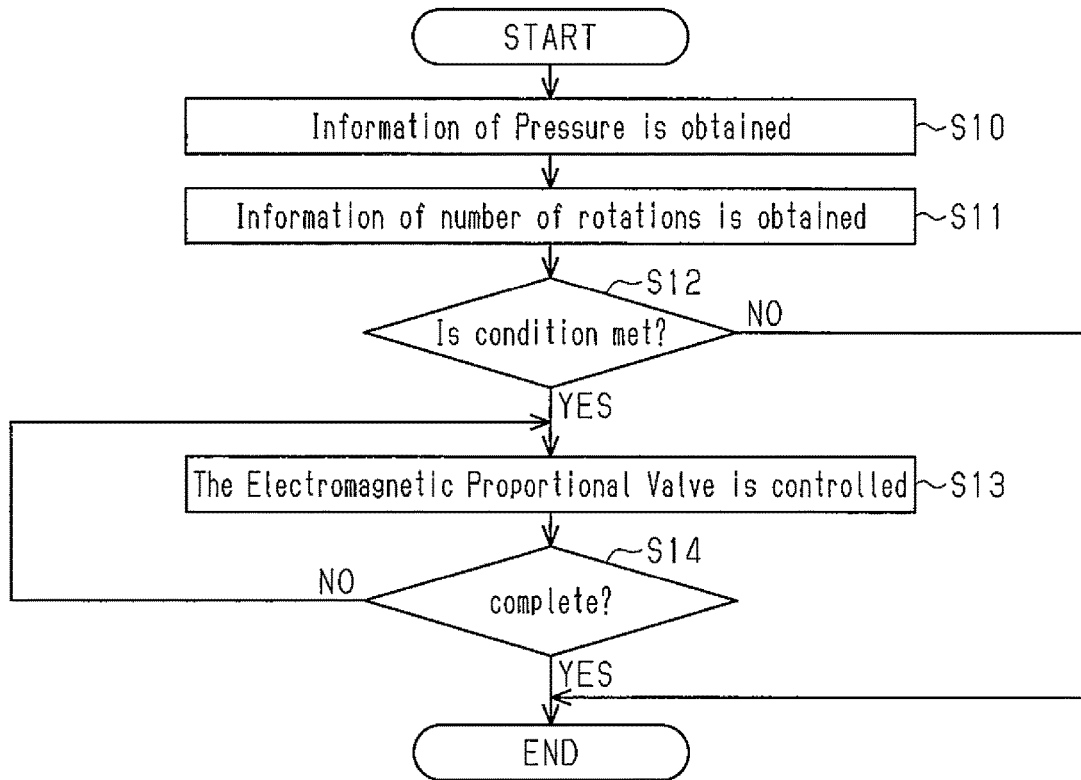 START
Information of Pressure is obtained
S10
Information of number of rotations is obtained
S11
S12
Is condition met?
NO
YES
The Electromagnetic Proportional Valve is controlled
S13
S14
NO
complete?
YES
END